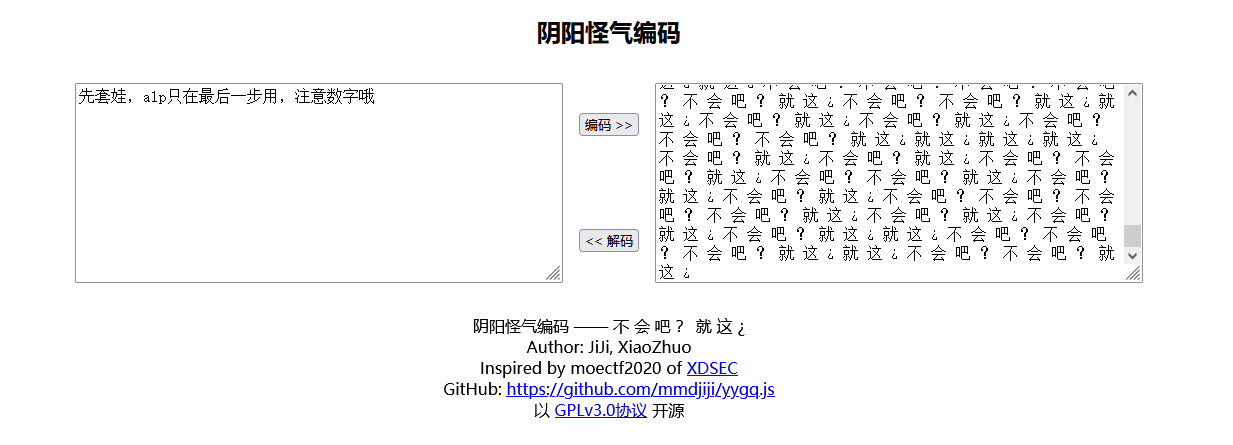 阴阳怪气编码
先套娃，alp只在最后一步用，注意数字哦
编码 >>
<< 解码
？ 不 会 吧 ？ 就 这 ¿ 不 会 吧 ？ 不 会 吧 ？ 就 这 ¿ 就
这 ¿ 不 会 吧 ？ 就 这 ¿ 不 会 吧 ？ 就 这 ¿ 不 会 吧 ？
不 会 吧 ？ 不 会 吧 ？ 就 这 ¿ 就 这 ¿ 就 这 ¿ 就 这 ¿
不 会 吧 ？ 就 这 ¿ 不 会 吧 ？ 就 这 ¿ 不 会 吧 ？ 不 会
吧 ？ 就 这 ¿ 不 会 吧 ？ 不 会 吧 ？ 就 这 ¿ 不 会 吧 ？
就 这 ¿ 不 会 吧 ？ 就 这 ¿ 不 会 吧 ？ 不 会 吧 ？ 不 会
吧 ？ 不 会 吧 ？ 就 这 ¿ 不 会 吧 ？ 就 这 ¿ 不 会 吧 ？
就 这 ¿ 不 会 吧 ？ 就 这 ¿ 就 这 ¿ 不 会 吧 ？ 不 会 吧
？ 不 会 吧 ？ 就 这 ¿ 就 这 ¿ 不 会 吧 ？ 不 会 吧 ？ 就
这 ¿
阴阳怪气编码 —— 不 会 吧 ？ 就 这 ¿
Author: JiJi, XiaoZhuo
Inspired by moectf2020 of XDSEC
GitHub: https://github.com/mmdjiji/yygq.js
以 GPLv3.0协议 开源